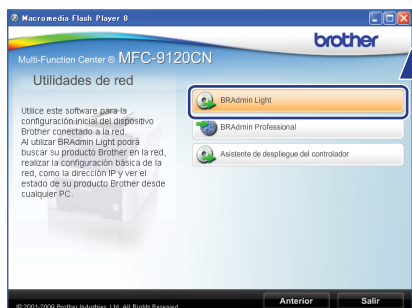 Macromedia Flash Player 8
brother
Multi-Function Center ® MFC-9120CN
Utilidades de red
Utilice este software para la
configuración inicial del dispositivo
Brother conectado a la red.
Al utilizar BRAdmin Light podrá
buscar su producto Brother en la red,
realizar la configuración básica de la
red, como la dirección IP y ver el
estado de su producto Brother desde
cualquier PC.
BRAdmin Light
BRAdmin Professional
Asistente de despliegue del controlador
© 2001-2009 Brother Industries, Ltd. All Rights Reserved.
Anterior
Salir